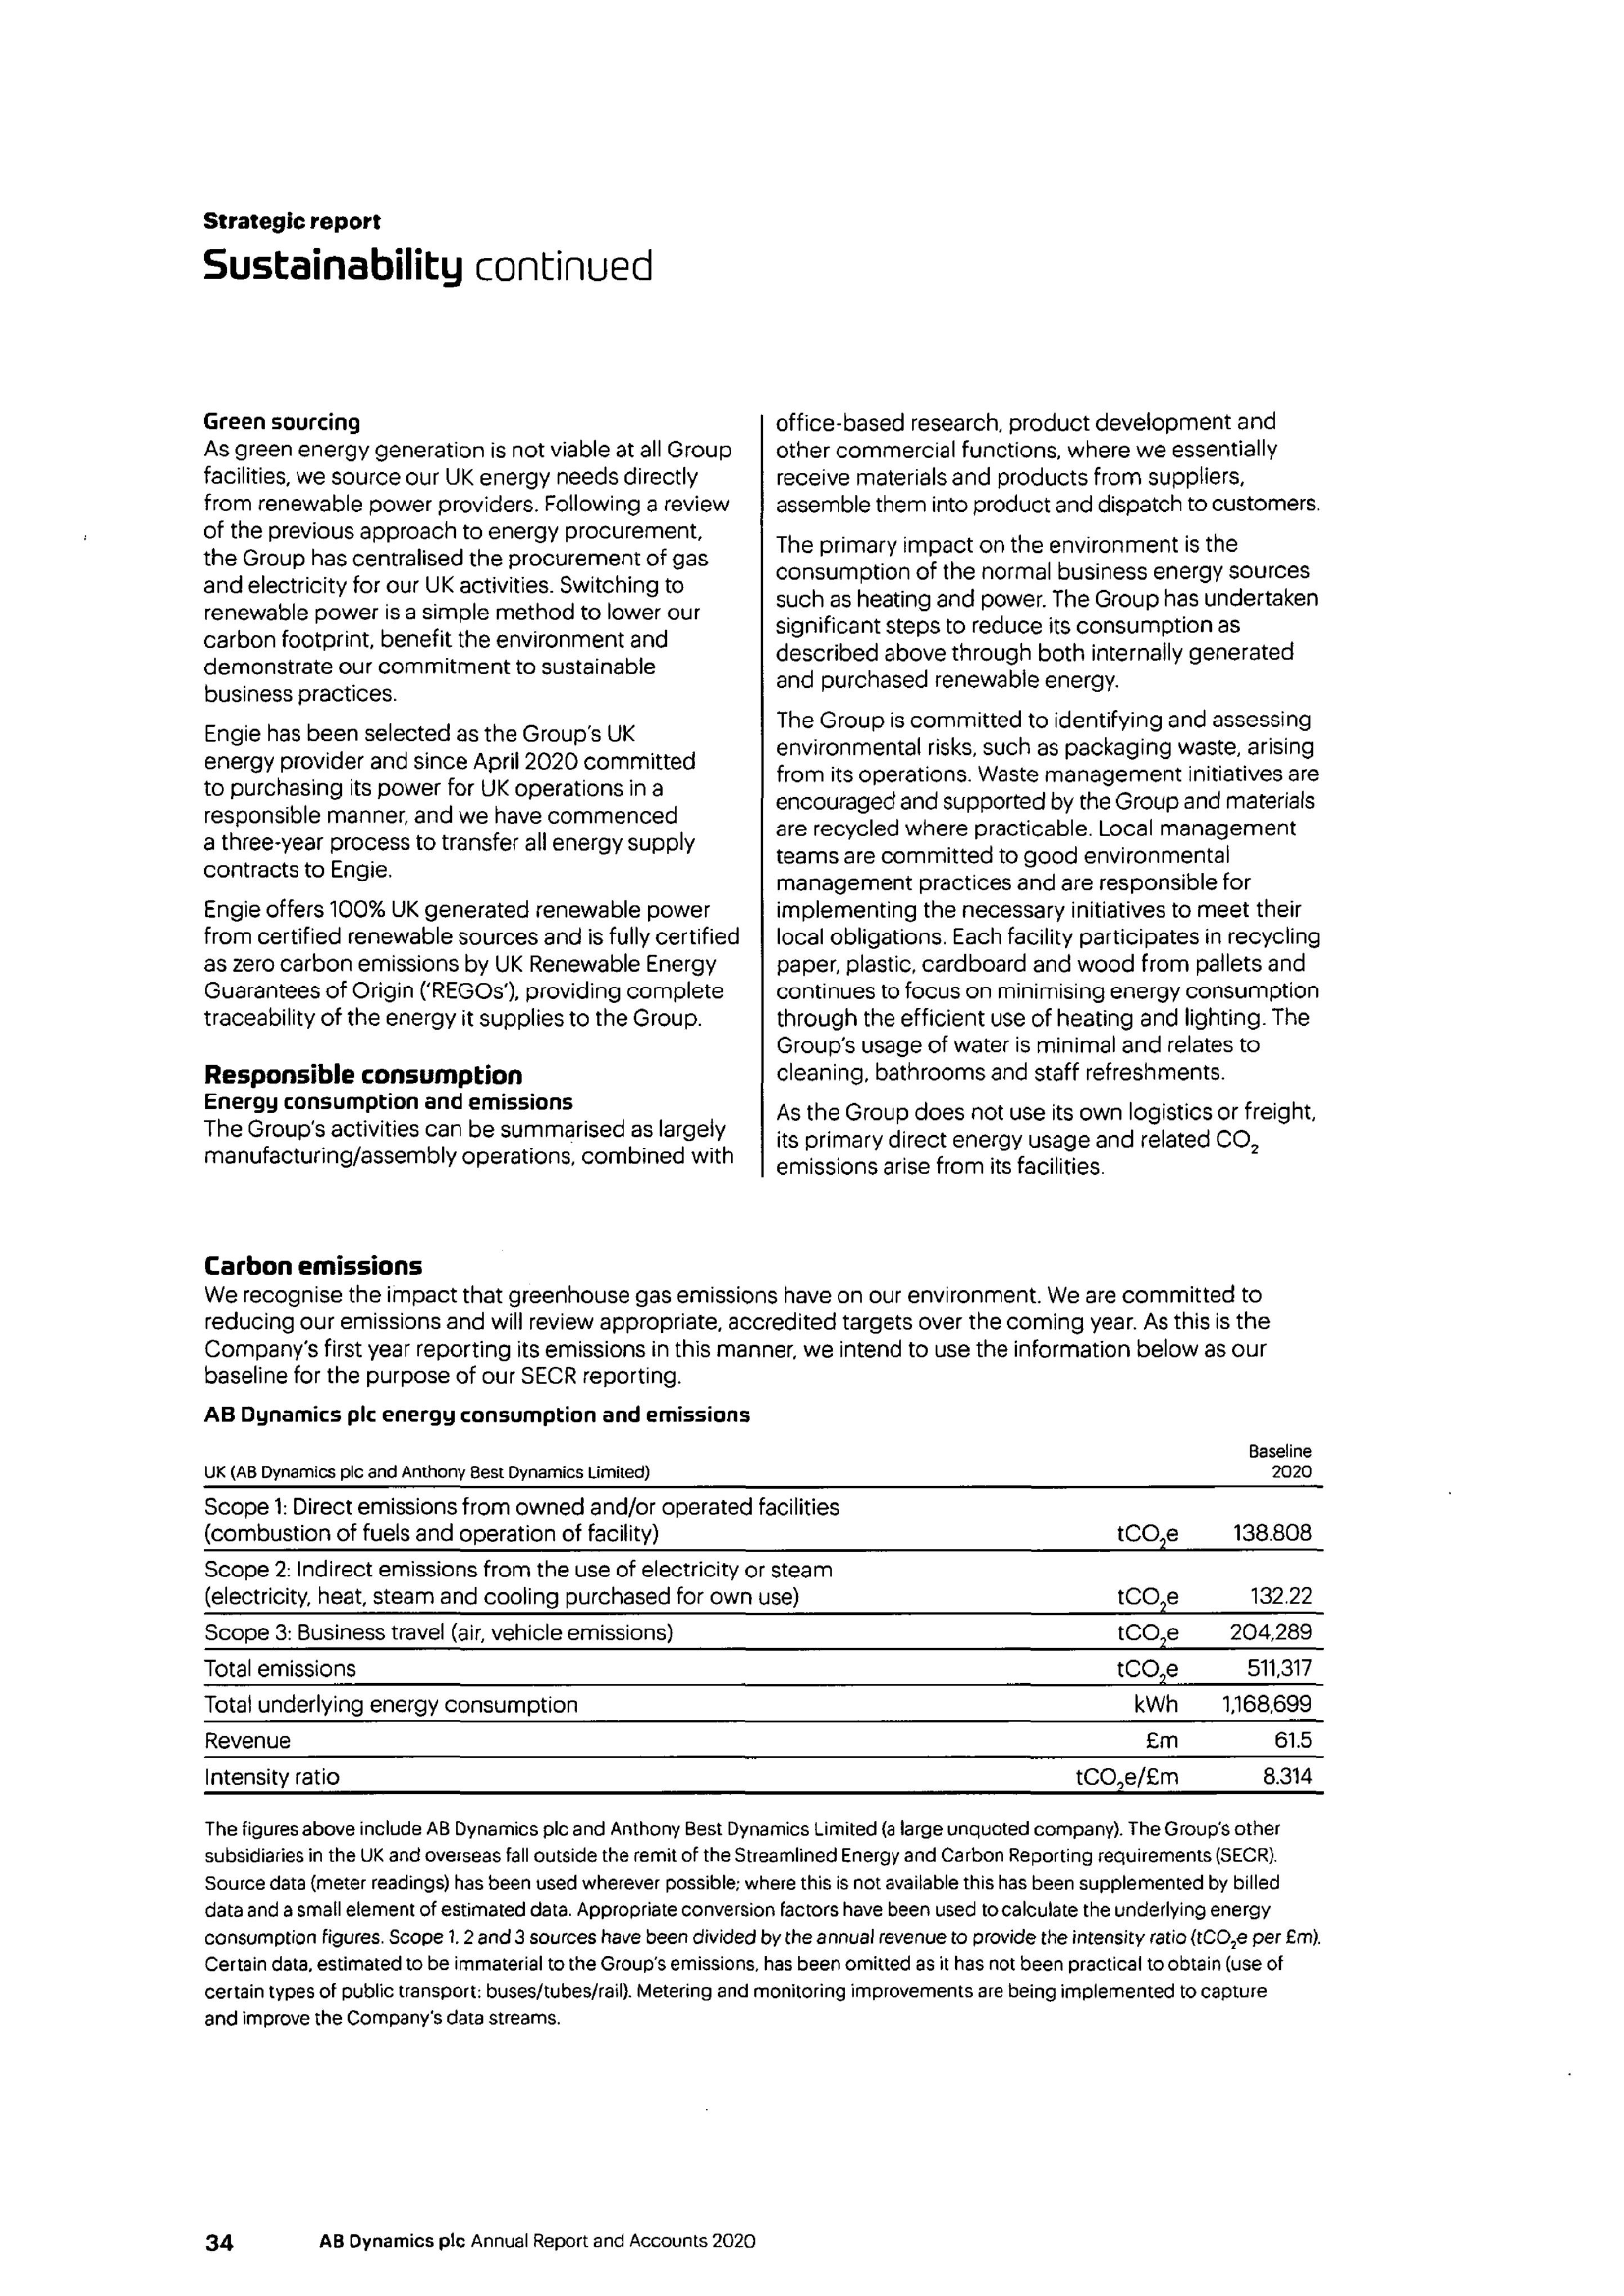 Strategic report
Sustainability continued
Green sourcing
As green energy generation is not viable at all Group
facilities, we source our UK energy needs directly
from renewable power providers. Following a review
of the previous approach to energy procurement,
the Group has centralised the procurement of gas
and electricity for our UK activities. Switching to
renewable power is a simple method to lower our
carbon footprint, benefit the environment and
demonstrate our commitment to sustainable
business practices.
Engie has been selected as the Group's UK
energy provider and since April 2020 committed
to purchasing its power for UK operations in a
responsible manner, and we have commenced
a three-year process to transfer all energy supply
contracts to Engie.
Engie offers 100% UK generated renewable power
from certified renewable sources and is fully certified
as zero carbon emissions by UK Renewable Energy
Guarantees of Origin ('REGOs'), providing complete
traceability of the energy it supplies to the Group.
Responsible consumption
Energy consumption and emissions
The Group's activities can be summarised as largely
manufacturing/assembly operations, combined with
office-based research, product development and
other commercial functions, where we essentially
receive materials and products from suppliers,
assemble them into product and dispatch to customers.
The primary impact on the environment is the
consumption of the normal business energy sources
such as heating and power. The Group has undertaken
significant steps to reduce its consumption as
described above through both internally generated
and purchased renewable energy.
The Group is committed to identifying and assessing
environmental risks, such as packaging waste, arising
from its operations. Waste management initiatives are
encouraged and supported by the Group and materials
are recycled where practicable. Local management
teams are committed to good environmental
management practices and are responsible for
implementing the necessary initiatives to meet their
local obligations. Each facility participates in recycling
paper, plastic, cardboard and wood from pallets and
continues to focus on minimising energy consumption
through the efficient use of heating and lighting. The
Group's usage of water is minimal and relates to
cleaning, bathrooms and staff refreshments.
As the Group does not use its own logistics or freight,
its primary direct energy usage and related CO₂
emissions arise from its facilities.
Carbon emissions
We recognise the impact that greenhouse gas emissions have on our environment. We are committed to
reducing our emissions and will review appropriate, accredited targets over the coming year. As this is the
Company's first year reporting its emissions in this manner, we intend to use the information below as our
baseline for the purpose of our SECR reporting.
AB Dynamics plc energy consumption and emissions
Baseline
UK (AB Dynamics plc and Anthony Best Dynamics Limited) 2020
Scope 1: Direct emissions from owned and/or operated facilities
(combustion of fuels and operation of facility) tCO₂e 138.808
Scope 2: Indirect emissions from the use of electricity or steam
(electricity, heat, steam and cooling purchased for own use) tCO₂e 132.22
Scope 3: Business travel (air, vehicle emissions) tCO₂e 204,289
Total emissions tCO₂e 511,317
Total underlying energy consumption kWh 1,168,699
Revenue £m 61.5
Intensity ratio tCO₂e/£m 8.314
The figures above include AB Dynamics plc and Anthony Best Dynamics Limited (a large unquoted company). The Group's other
subsidiaries in the UK and overseas fall outside the remit of the Streamlined Energy and Carbon Reporting requirements (SECR).
Source data (meter readings) has been used wherever possible; where this is not available this has been supplemented by billed
data and a small element of estimated data. Appropriate conversion factors have been used to calculate the underlying energy
consumption figures. Scope 1, 2 and 3 sources have been divided by the annual revenue to provide the intensity ratio (tCO₂e per £m).
Certain data, estimated to be immaterial to the Group's emissions, has been omitted as it has not been practical to obtain (use of
certain types of public transport: buses/tubes/rail). Metering and monitoring improvements are being implemented to capture
and improve the Company's data streams.
34 AB Dynamics plc Annual Report and Accounts 2020